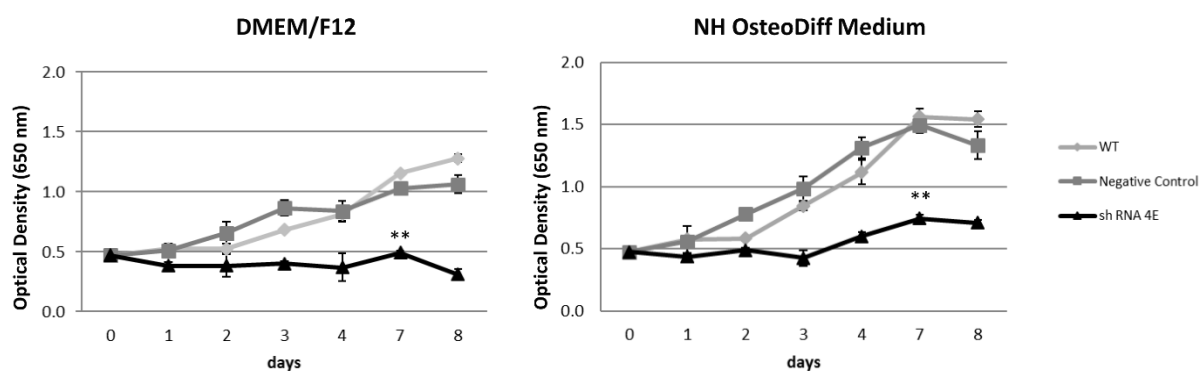 DMEM/F12
Optical Density (650 nm)
2.0
1.5
1.0
0.5
0.0
**
0 1 2 3 4 7 8
days
NH OsteoDiff Medium
Optical Density (650 nm)
2.0
1.5
1.0
0.5
0.0
**
0 1 2 3 4 7 8
days
WT
Negative Control
sh RNA 4E